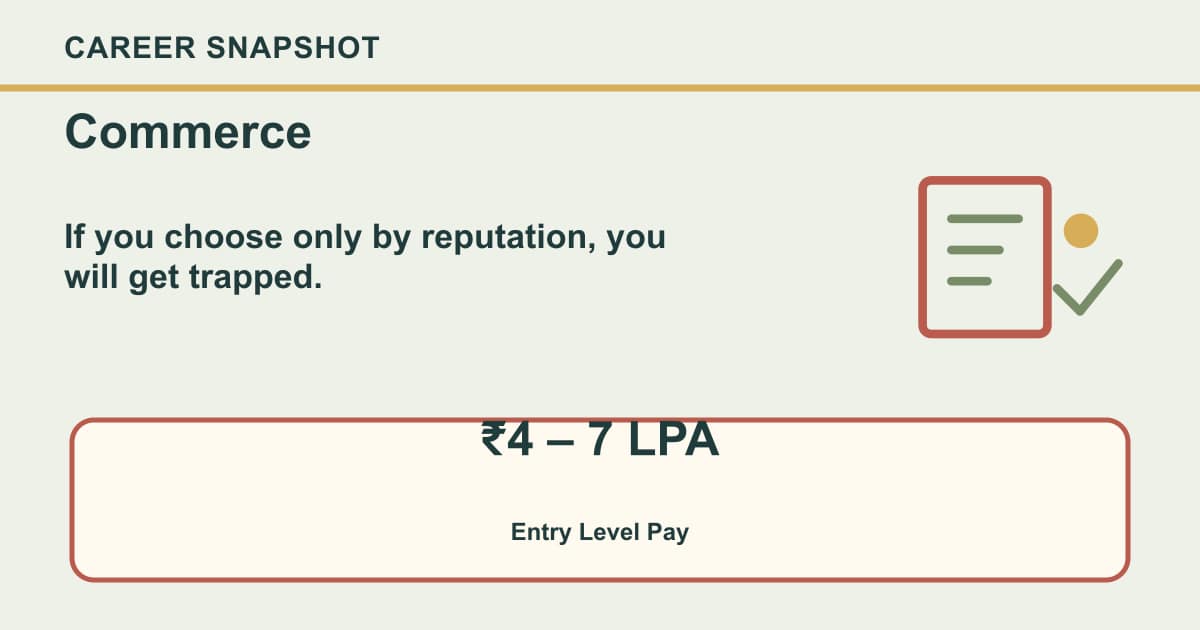 CAREER SNAPSHOT
Commerce
If you choose only by reputation, you
will get trapped.
₹4 – 7 LPA
Entry Level Pay